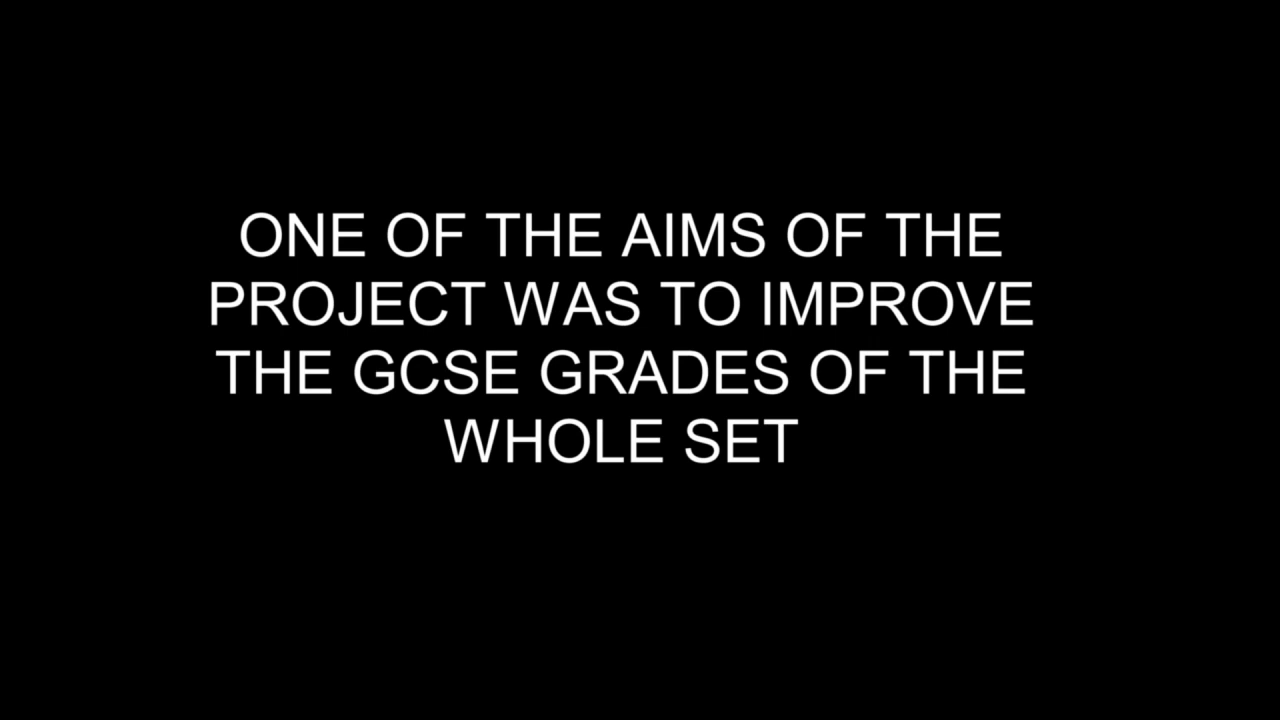 ONE OF THE AIMS OF THE
PROJECT WAS TO IMPROVE
THE GCSE GRADES OF THE
WHOLE SET